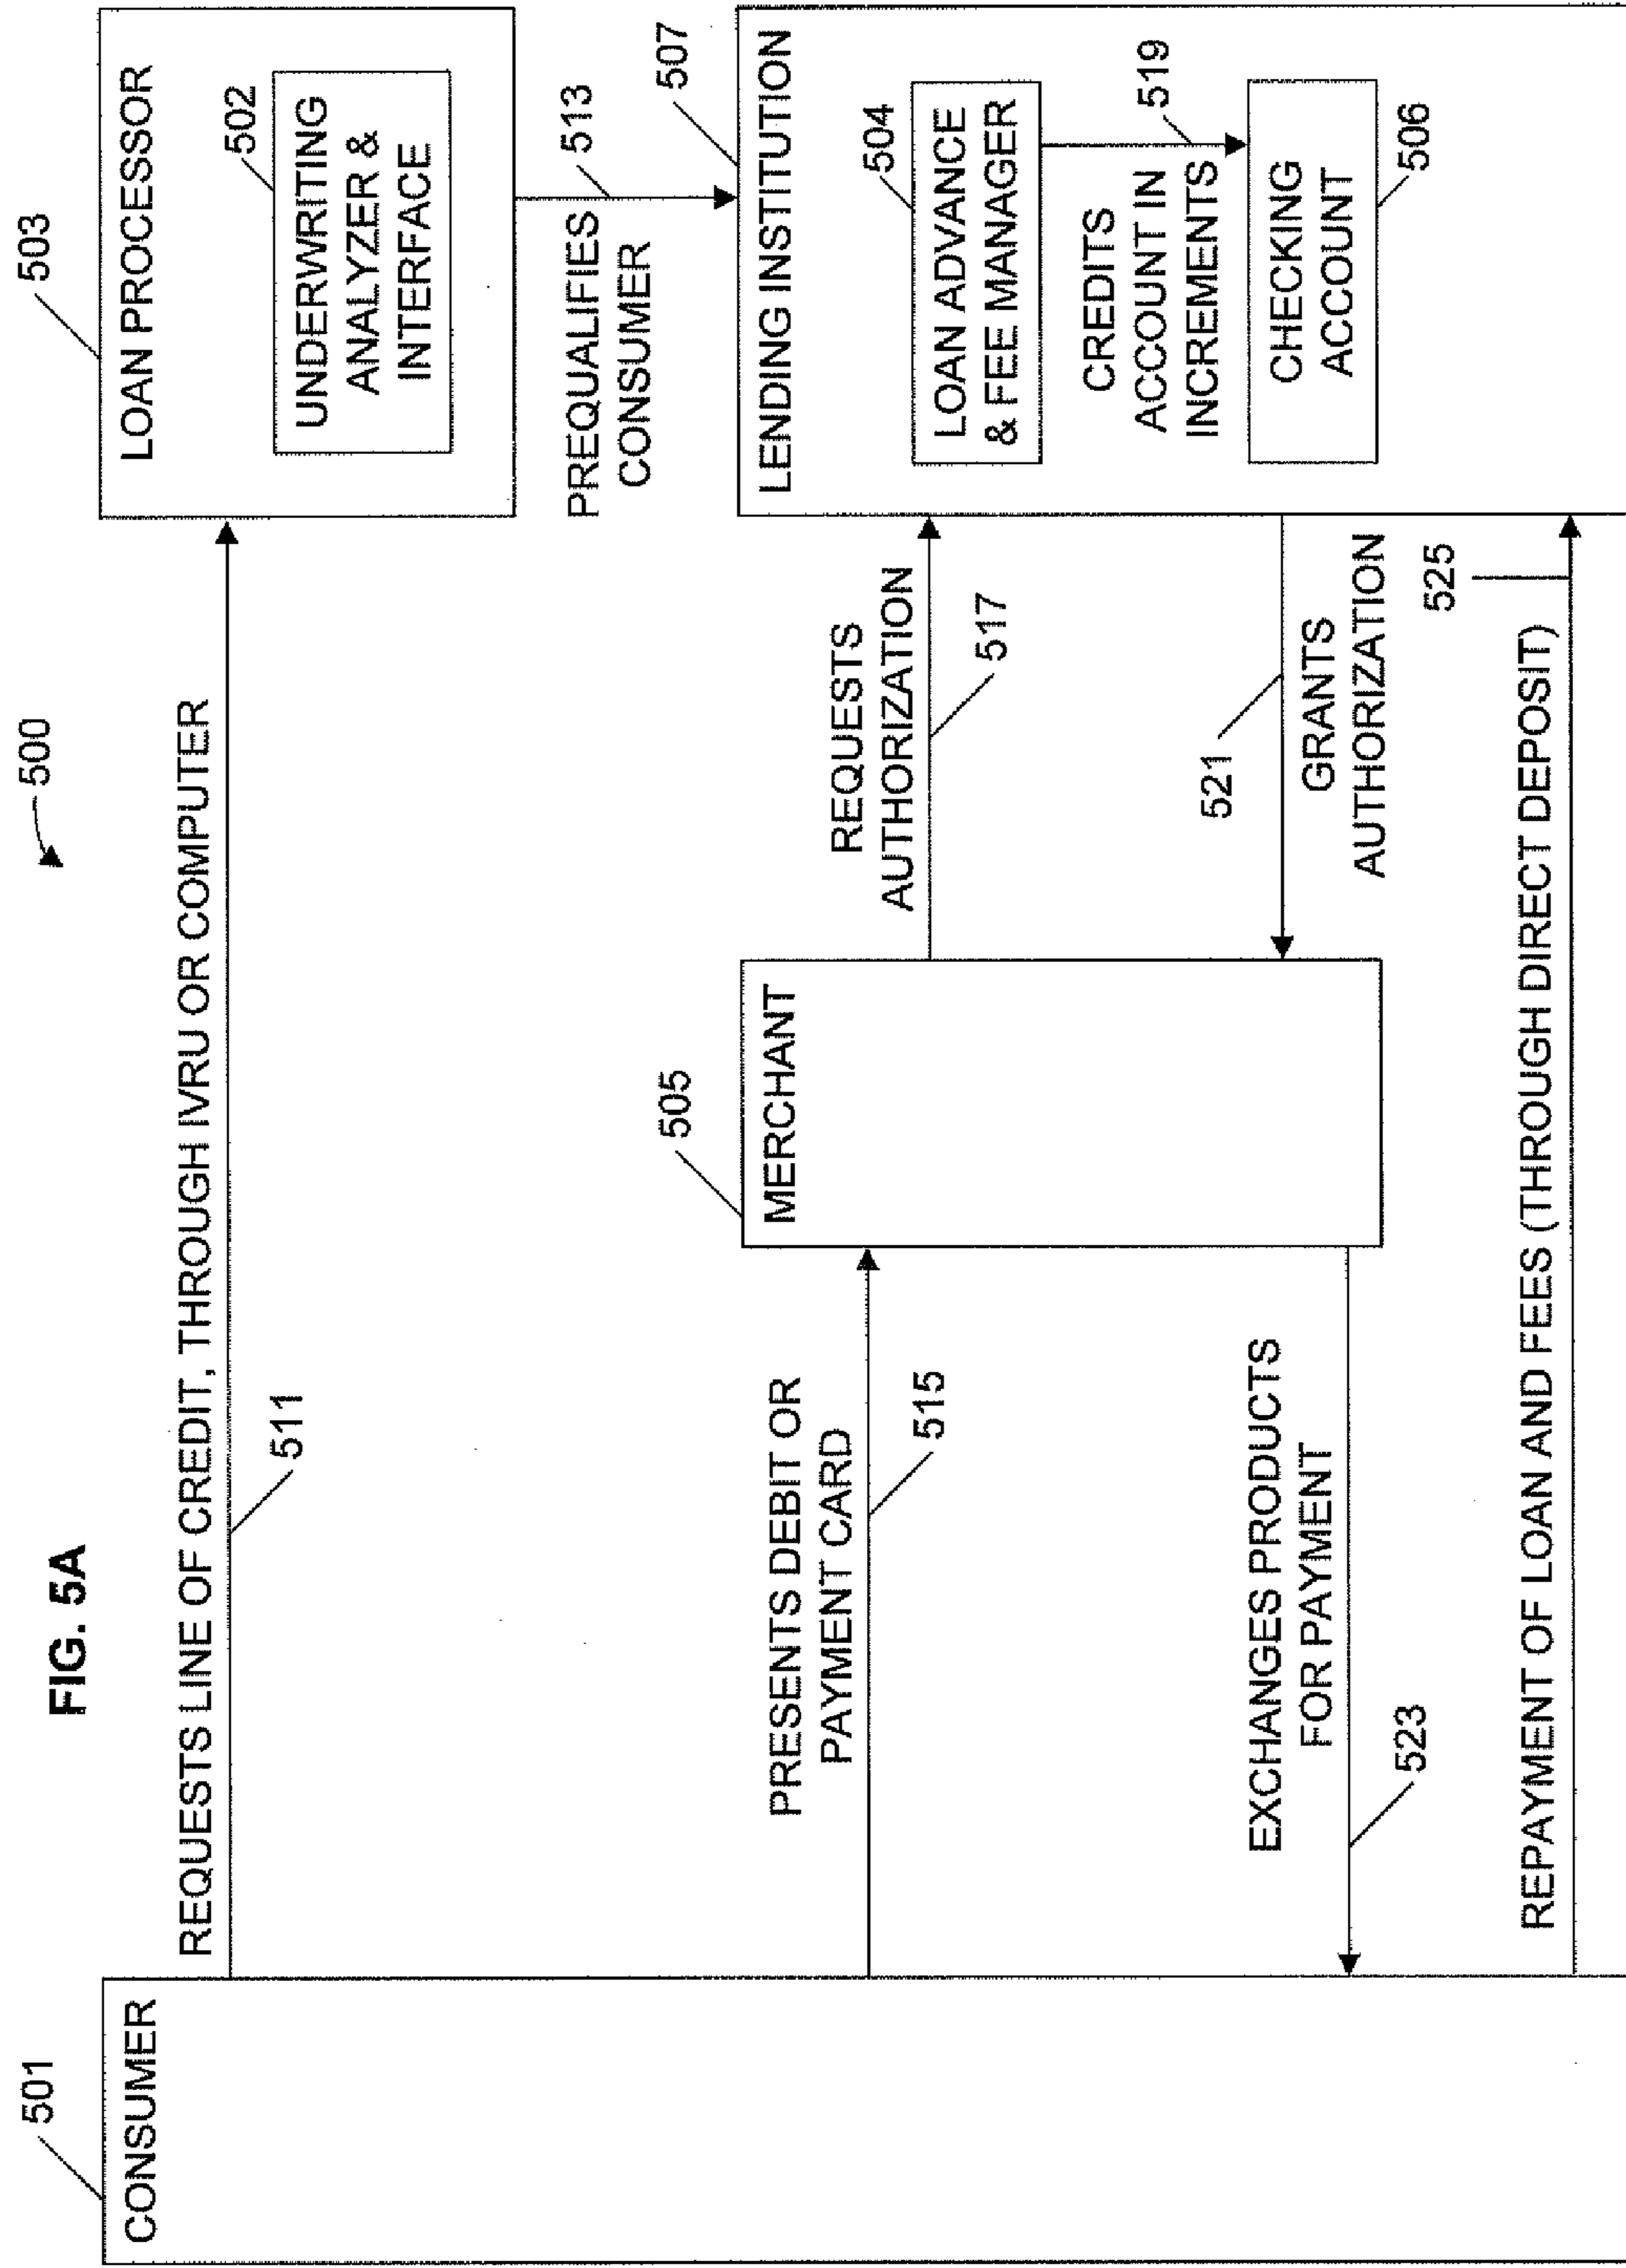 FIG. 5A
500
501
CONSUMER
REQUESTS LINE OF CREDIT, THROUGH IVRU OR COMPUTER
511
503
LOAN PROCESSOR
502
UNDERWRITING
ANALYZER &
INTERFACE
PREQUALIFIES
CONSUMER
513
507
LENDING INSTITUTION
504
LOAN ADVANCE
& FEE MANAGER
CREDITS
ACCOUNT IN
INCREMENTS
519
CHECKING
ACCOUNT
506
505
MERCHANT
PRESENTS DEBIT OR
PAYMENT CARD
515
REQUESTS
AUTHORIZATION
517
521
GRANTS
AUTHORIZATION
EXCHANGES PRODUCTS
FOR PAYMENT
523
525
REPAYMENT OF LOAN AND FEES (THROUGH DIRECT DEPOSIT)